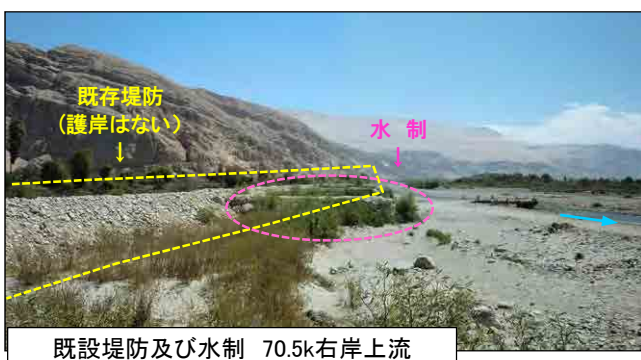 既存堤防
(護岸はない)
↓
水 制
↓
既設堤防及び水制 70.5k右岸上流